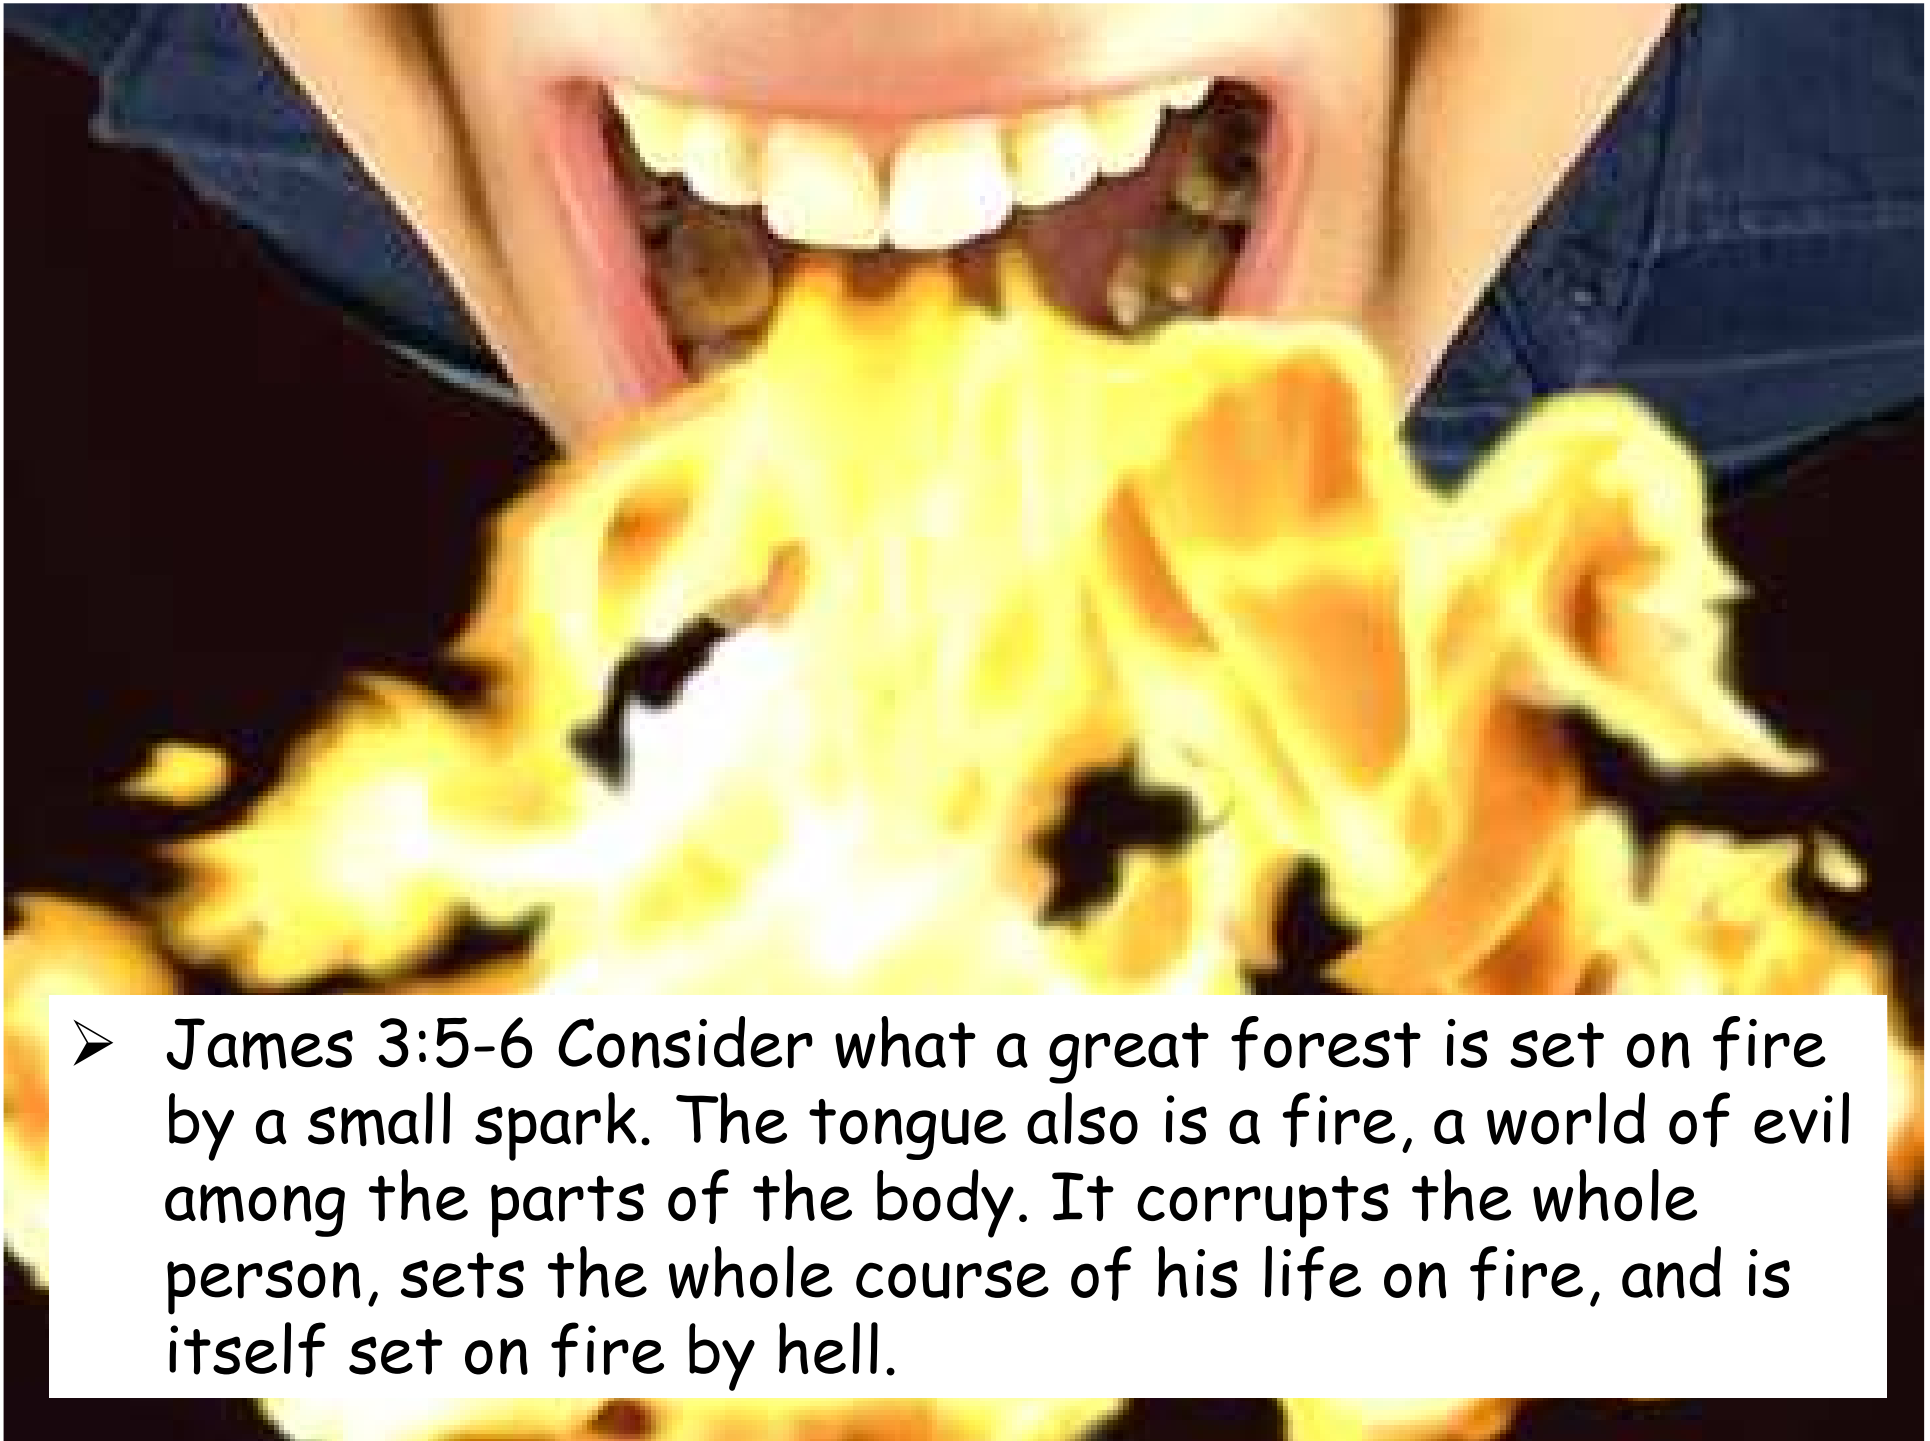 ➢ James 3:5-6 Consider what a great forest is set on fire
by a small spark. The tongue also is a fire, a world of evil
among the parts of the body. It corrupts the whole
person, sets the whole course of his life on fire, and is
itself set on fire by hell.